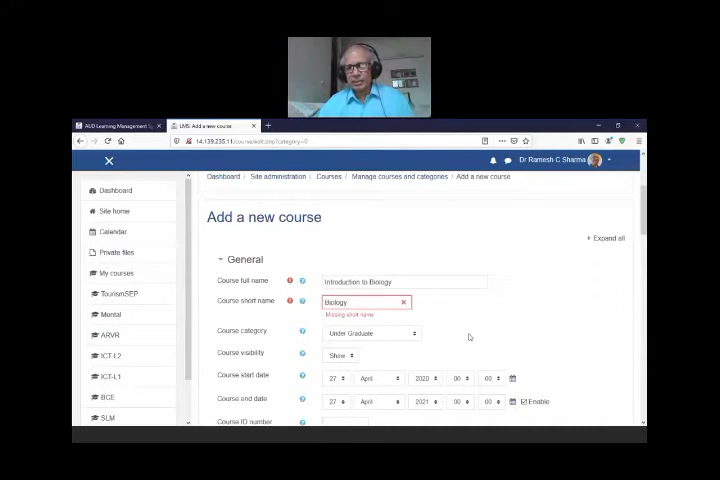 AUD Learning Management S
LMS: Add a new course
14.139.235.11/course/edit.php?category=0
Dr Ramesh C Sharma
Dashboard / Site administration / Courses / Manage courses and categories / Add a new course
Dashboard
Site home
Calendar
Private files
My courses
TourismSEP
Mental
ARVR
ICT-L2
ICT-L1
BCE
SLM
Add a new course
Expand all
General
Course full name
Introduction to Biology
Course short name
Biology
- Missing short name
Course category
Under Graduate
Course visibility
Show
Course start date
27 April 2020 00 00
Course end date
27 April 2021 00 00 Enable
Course ID number